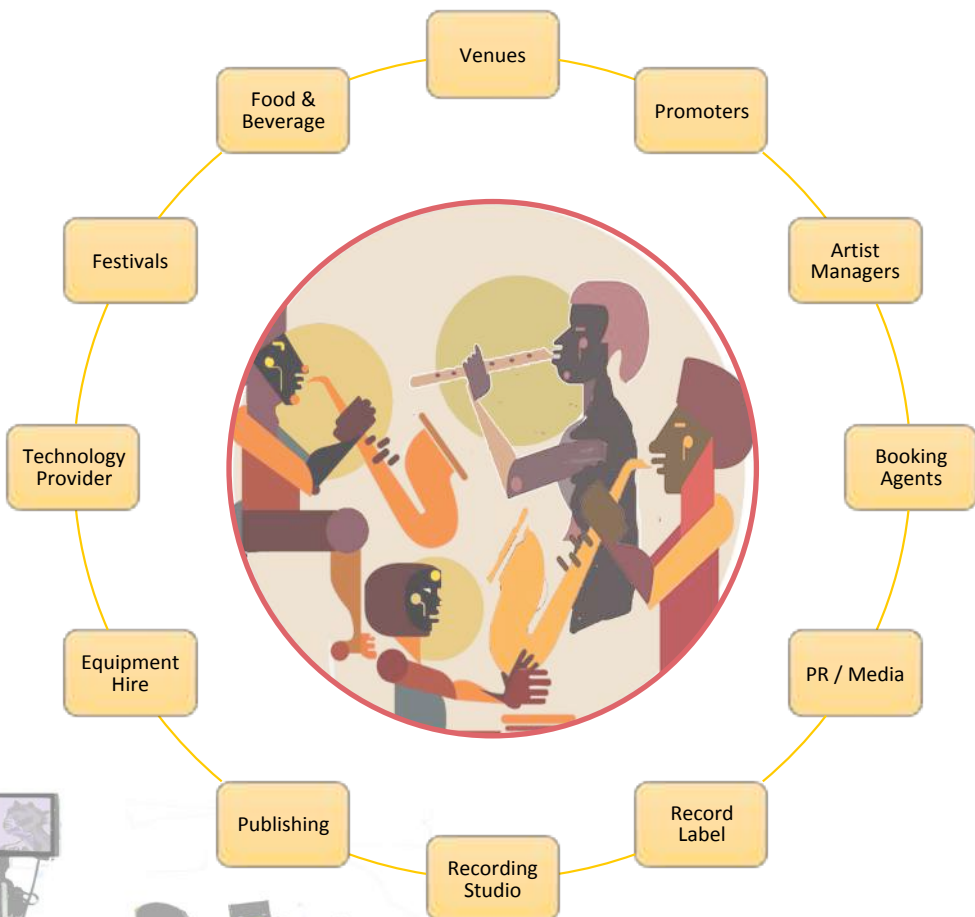 Venues
Promoters
Artist
Managers
Booking
Agents
PR / Media
Record
Label
Recording
Studio
Publishing
Equipment
Hire
Technology
Provider
Festivals
Food &
Beverage